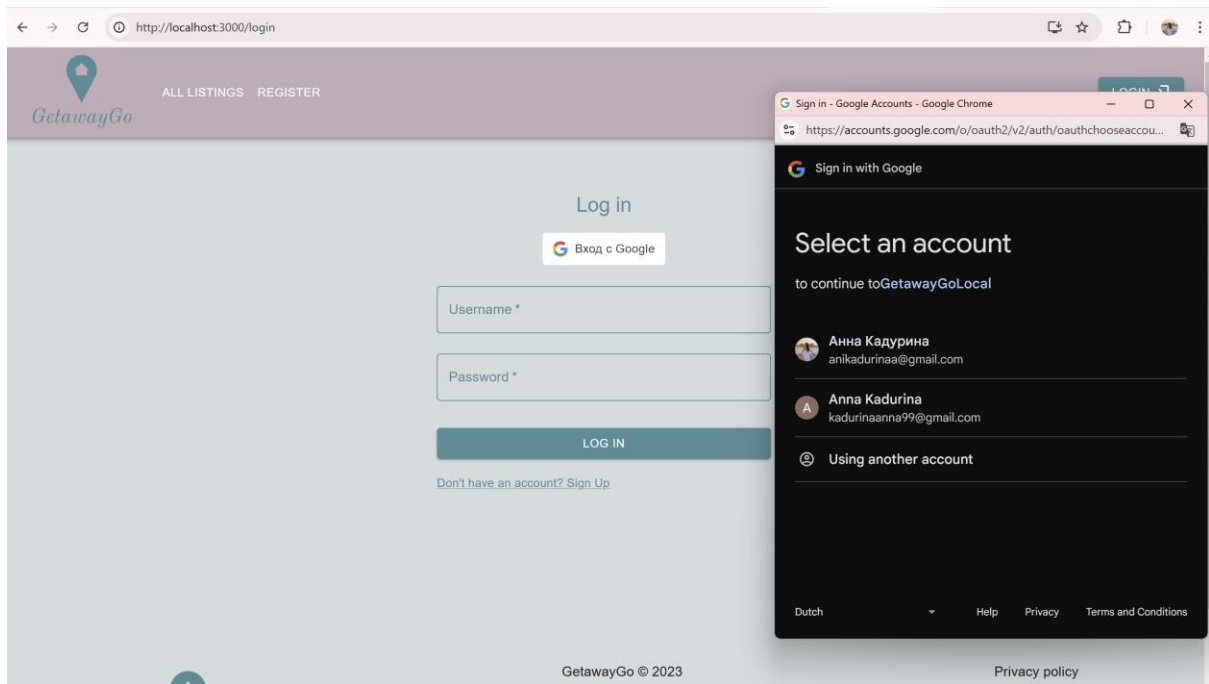 http://localhost:3000/login
GetawayGo
ALL LISTINGS REGISTER
LOGIN
Log in
Вход с Google
Username *
Password *
LOG IN
Don't have an account? Sign Up
GetawayGo © 2023
Privacy policy
Sign in - Google Accounts - Google Chrome
https://accounts.google.com/o/oauth2/v2/auth/oauthchooseaccou...
Sign in with Google
Select an account
to continue toGetawayGoLocal
Анна Кадурина
anikadurinaa@gmail.com
A
Anna Kadurina
kadurinaanna99@gmail.com
Using another account
Dutch
Help Privacy Terms and Conditions